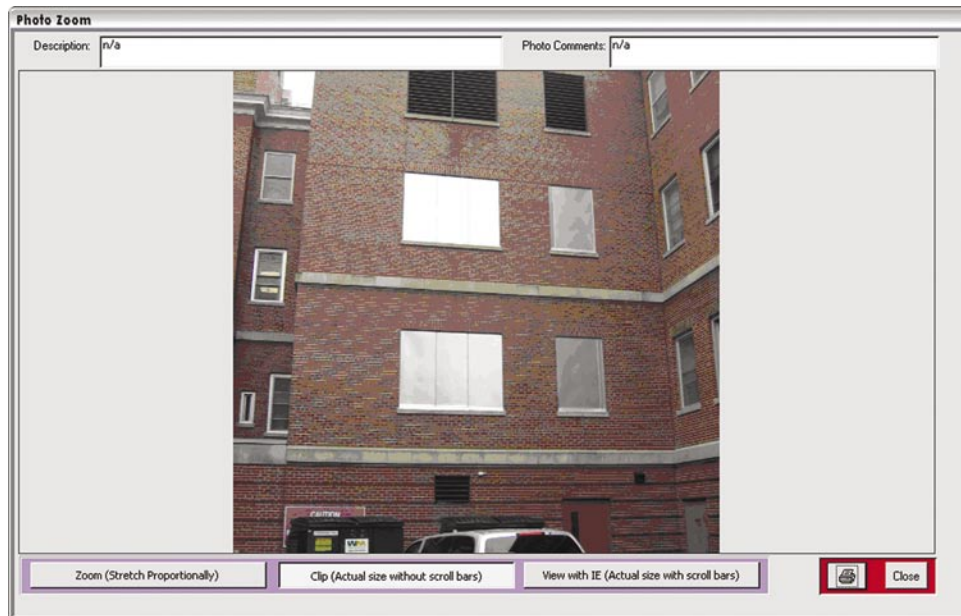 Photo Zoom
Description: n/a
Photo Comments: n/a
CAUTION
WM
Zoom (Stretch Proportionally)
Clip (Actual size without scroll bars)
View with IE (Actual size with scroll bars)
Close